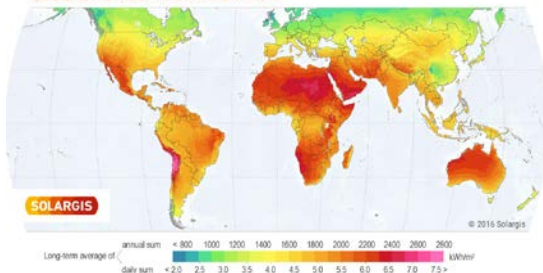 SOLARGIS
© 2016 Solargis
annual sum < 800 1000 1200 1400 1600 1800 2000 2200 2400 2600
Long-term average of kWh/m²
daily sum < 2.0 2.5 3.0 3.5 4.0 4.5 5.0 5.5 6.0 6.5 7.0 7.5 >